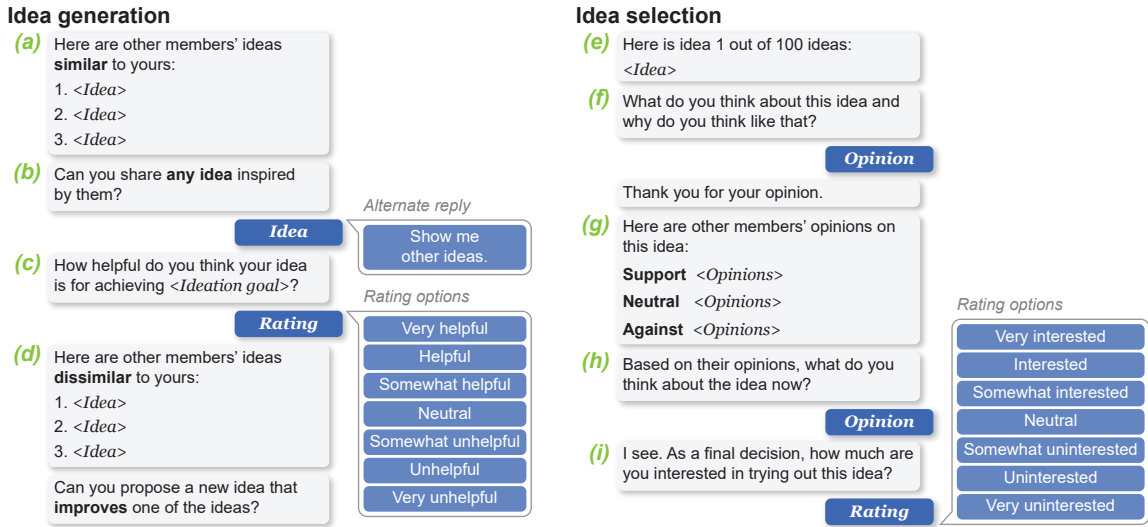 Idea generation
(a)
Here are other members' ideas
similar to yours:
1. <Idea>
2. <Idea>
3. <Idea>
(b)
Can you share any idea inspired
by them?
Idea
Alternate reply
Show me
other ideas.
(c)
How helpful do you think your idea
is for achieving <Ideation goal>?
Rating
Rating options
Very helpful
Helpful
Somewhat helpful
Neutral
Somewhat unhelpful
Unhelpful
Very unhelpful
(d)
Here are other members' ideas
dissimilar to yours:
1. <Idea>
2. <Idea>
3. <Idea>
Can you propose a new idea that
improves one of the ideas?
Idea selection
(e)
Here is idea 1 out of 100 ideas:
<Idea>
(f)
What do you think about this idea and
why do you think like that?
Opinion
Thank you for your opinion.
(g)
Here are other members' opinions on
this idea:
Support <Opinions>
Neutral <Opinions>
Against <Opinions>
(h)
Based on their opinions, what do you
think about the idea now?
Opinion
(i)
I see. As a final decision, how much are
you interested in trying out this idea?
Rating
Rating options
Very interested
Interested
Somewhat interested
Neutral
Somewhat uninterested
Uninterested
Very uninterested